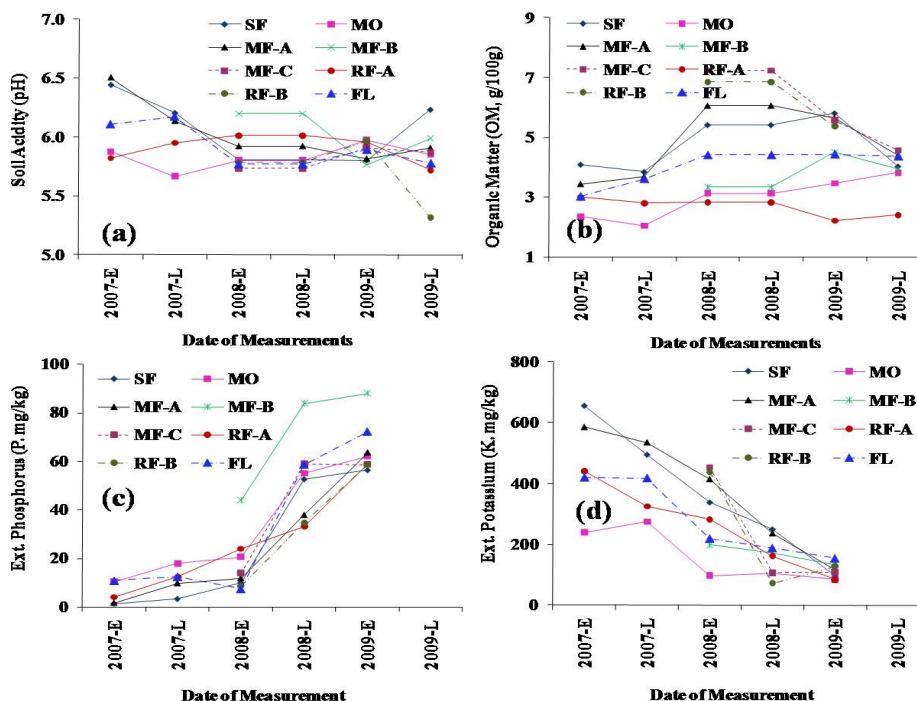 6.0
SF
MO
MF-A
MF-B
MF-C
RF-A
RF-B
FL
6.5
6.0
5.5
5.0
Soil Acidity (pH)
(a)
2007-E
2007-L
2008-E
2008-L
2009-E
2009-L
Date of Measurements
9
7
5
3
1
Organic Matter (OM, g/100g)
SF
MO
MF-A
MF-B
MF-C
RF-A
RF-B
FL
(b)
2007-E
2007-L
2008-E
2008-L
2009-E
2009-L
Date of Measurements
100
80
60
40
20
0
Ext. Phosphorus (P. mg/kg)
SF
MO
MF-A
MF-B
MF-C
RF-A
RF-B
FL
(c)
2007-E
2007-L
2008-E
2008-L
2009-E
2009-L
Date of Measurement
800
600
400
200
0
Ext. Potassium (K. mg/kg)
SF
MO
MF-A
MF-B
MF-C
RF-A
RF-B
FL
(d)
2007-E
2007-L
2008-E
2008-L
2009-E
2009-L
Date of Measurement